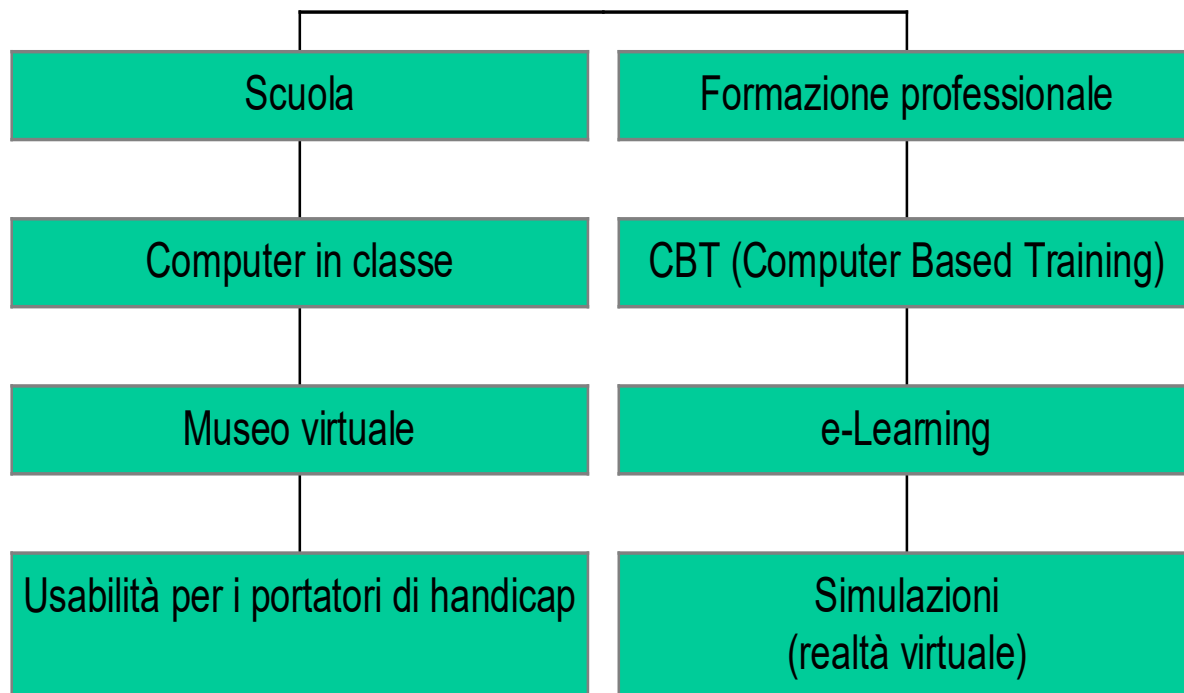 Scuola
Formazione professionale
Computer in classe
CBT (Computer Based Training)
Museo virtuale
e-Learning
Usabilità per i portatori di handicap
Simulazioni
(realtà virtuale)